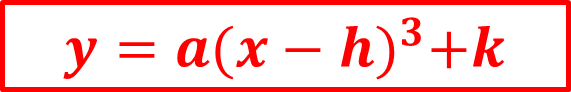 y = a(x − h)³+k